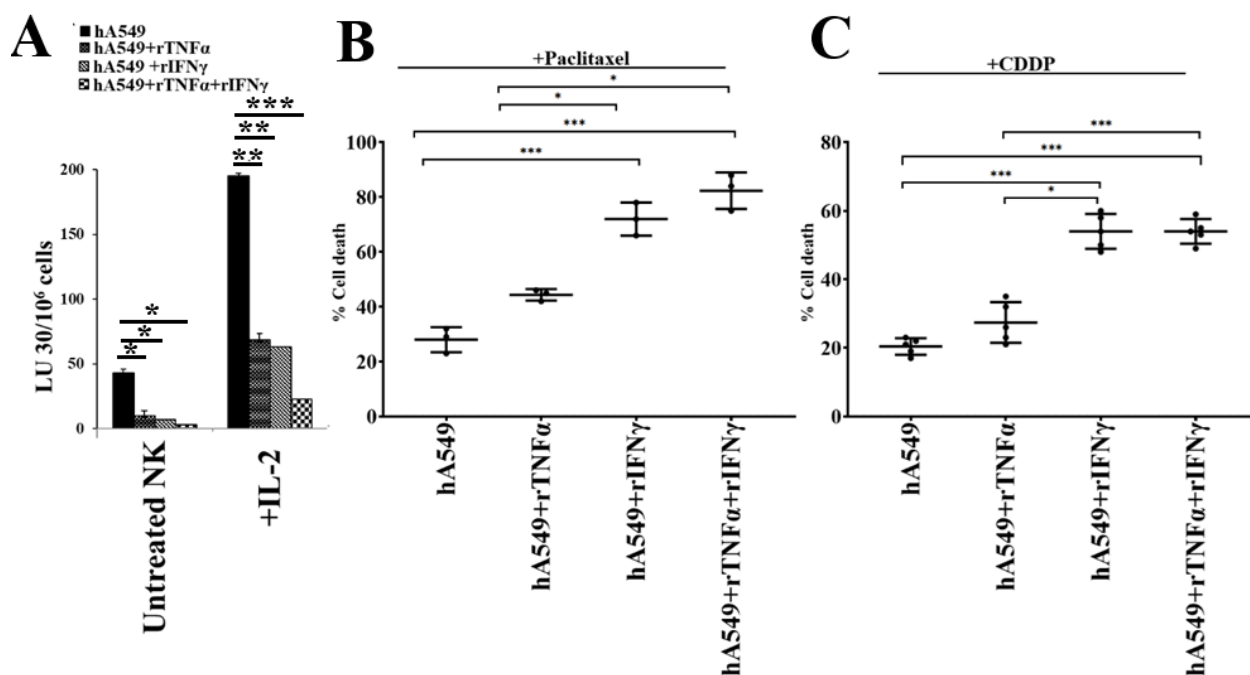 A
hA549
hA549+rTNFα
hA549 +rIFNγ
hA549+rTNFα+rIFNγ
***
**
**
*
*
*
LU 30/10⁶ cells
200
150
100
50
0
Untreated NK
+IL-2
B
+Paclitaxel
*
*
***
***
% Cell death
100
80
60
40
20
0
hA549
hA549+rTNFα
hA549+rIFNγ
hA549+rTNFα+rIFNγ
C
+CDDP
***
***
***
*
% Cell death
80
60
40
20
0
hA549
hA549+rTNFα
hA549+rIFNγ
hA549+rTNFα+rIFNγ